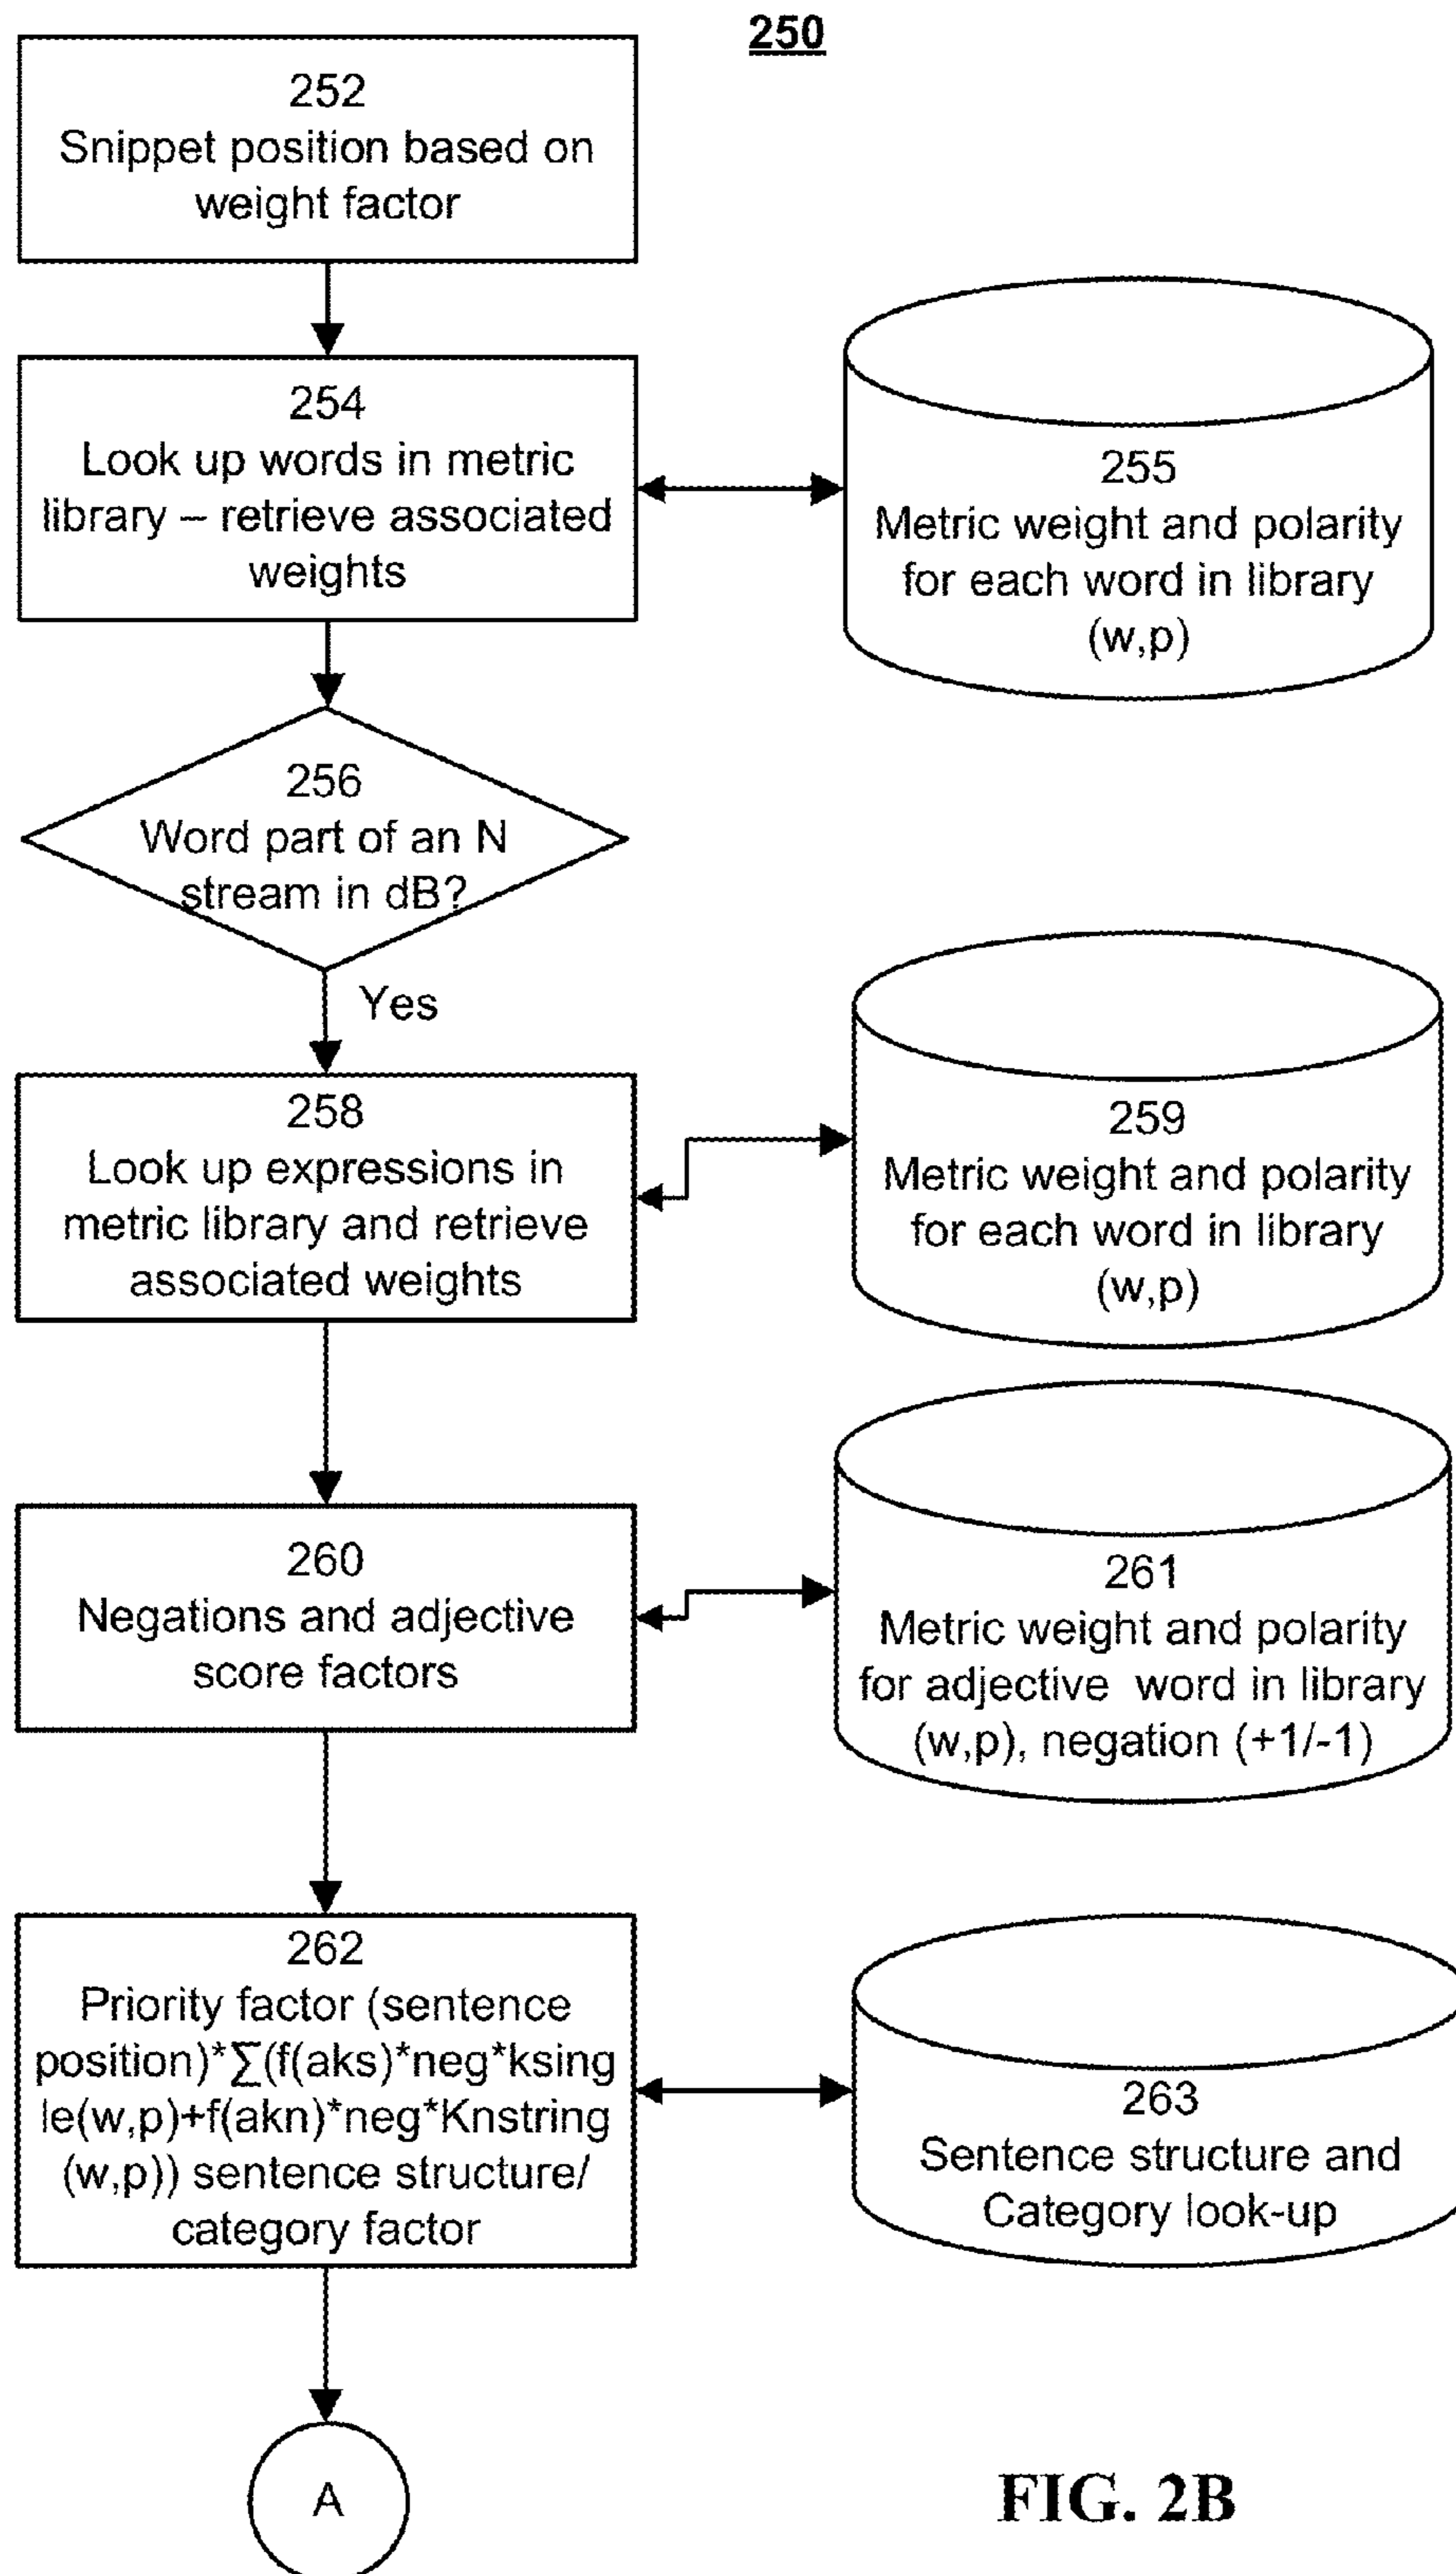 250
252
Snippet position based on
weight factor
254
Look up words in metric
library – retrieve associated
weights
255
Metric weight and polarity
for each word in library
(w,p)
256
Word part of an N
stream in dB?
Yes
258
Look up expressions in
metric library and retrieve
associated weights
259
Metric weight and polarity
for each word in library
(w,p)
260
Negations and adjective
score factors
261
Metric weight and polarity
for adjective word in library
(w,p), negation (+1/-1)
262
Priority factor (sentence
position)*∑(f(aks)*neg*ksing
le(w,p)+f(akn)*neg*Knstring
(w,p)) sentence structure/
category factor
263
Sentence structure and
Category look-up
A
FIG. 2B